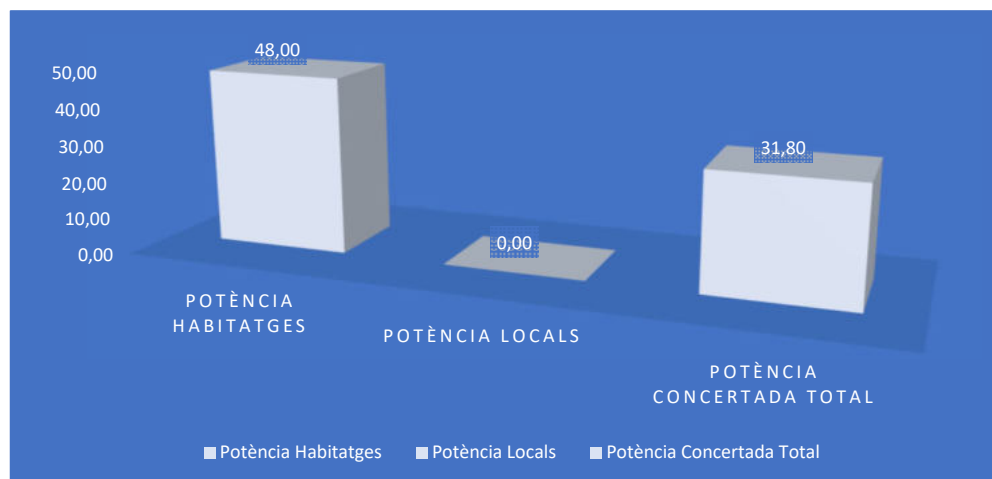 48,00
50,00
40,00
30,00
20,00
10,00
0,00
31,80
0,00
POTÈNCIA
HABITATGES
POTÈNCIA LOCALS
POTÈNCIA
CONCERTADA TOTAL
Potència Habitatges Potència Locals Potència Concertada Total